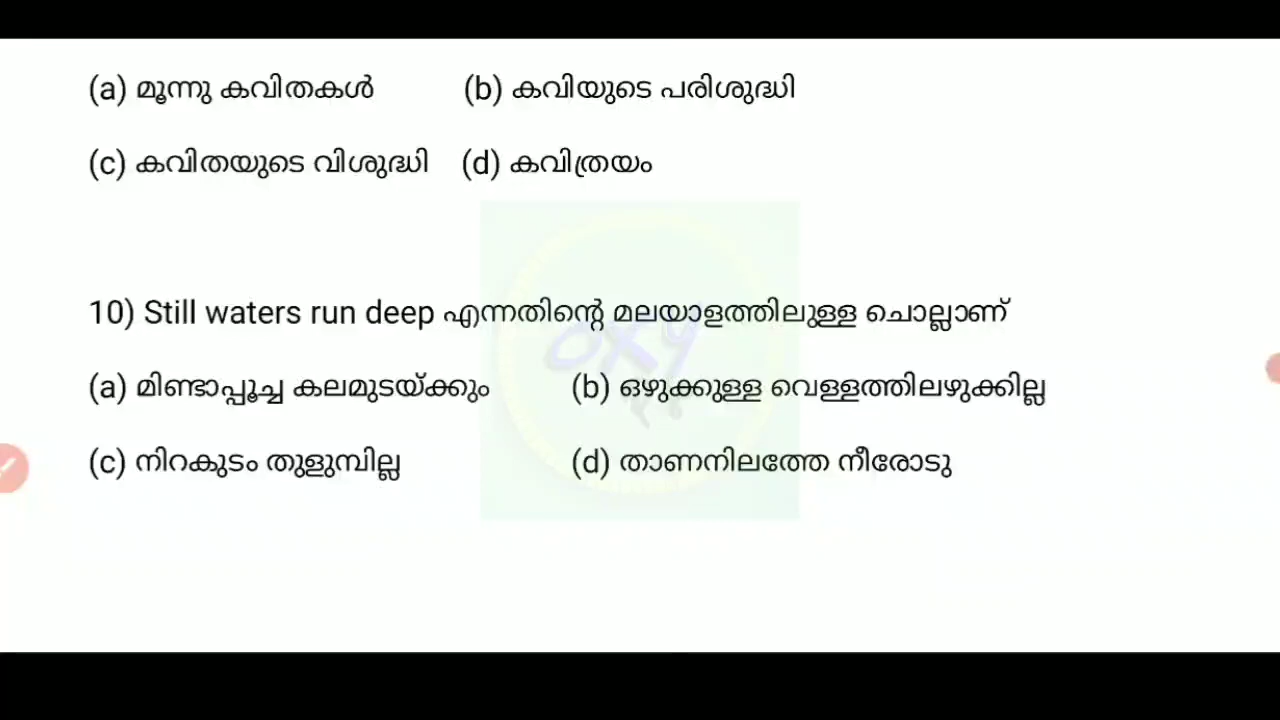 (a) മൂന്നു കവിതകൾ (b) കവിയുടെ പരിശുദ്ധി
(c) കവിതയുടെ വിശുദ്ധി (d) കവിത്രയം
10) Still waters run deep എന്നതിന്റെ മലയാളത്തിലുള്ള ചൊല്ലാണ്
(a) മിണ്ടാപ്പൂച്ച കലമുടയ്ക്കും (b) ഒഴുക്കുള്ള വെള്ളത്തിലഴുക്കില്ല
(c) നിറകുടം തുളുമ്പില്ല (d) താണനിലത്തേ നീരോടു